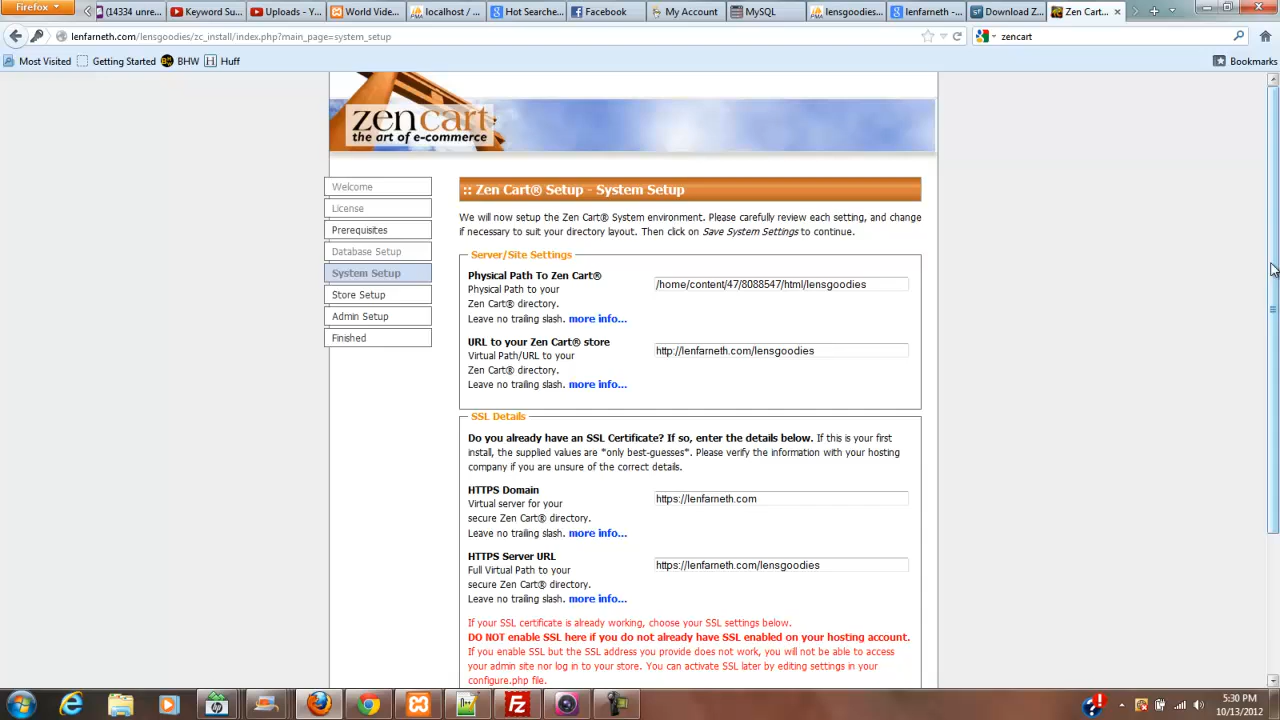 Firefox
(14334 unre...
Keyword Su...
Uploads - Y...
World Vide...
localhost / ...
Hot Searche...
Facebook
My Account
MySQL
lensgoodies...
lenfarneth -...
Download Z...
Zen Cart...
lenfarneth.com/lensgoodies/zc_install/index.php?main_page=system_setup
zencart
Most Visited
Getting Started
BHW
Huff
Bookmarks
zen cart
the art of e-commerce
Welcome
License
Prerequisites
Database Setup
System Setup
Store Setup
Admin Setup
Finished
:: Zen Cart® Setup - System Setup
We will now setup the Zen Cart® System environment. Please carefully review each setting, and change
if necessary to suit your directory layout. Then click on Save System Settings to continue.
Server/Site Settings
Physical Path To Zen Cart®
Physical Path to your
Zen Cart® directory.
Leave no trailing slash. more info...
/home/content/47/8088547/html/lensgoodies
URL to your Zen Cart® store
Virtual Path/URL to your
Zen Cart® directory.
Leave no trailing slash. more info...
http://lenfarneth.com/lensgoodies
SSL Details
Do you already have an SSL Certificate? If so, enter the details below. If this is your first
install, the supplied values are *only best-guesses*. Please verify the information with your hosting
company if you are unsure of the correct details.
HTTPS Domain
Virtual server for your
secure Zen Cart® directory.
Leave no trailing slash. more info...
https://lenfarneth.com
HTTPS Server URL
Full Virtual Path to your
secure Zen Cart® directory.
Leave no trailing slash. more info...
https://lenfarneth.com/lensgoodies
If your SSL certificate is already working, choose your SSL settings below.
DO NOT enable SSL here if you do not already have SSL enabled on your hosting account.
If you enable SSL but the SSL address you provide does not work, you will not be able to access
your admin site nor log in to your store. You can activate SSL later by editing settings in your
configure.php file.
5:30 PM
10/13/2012